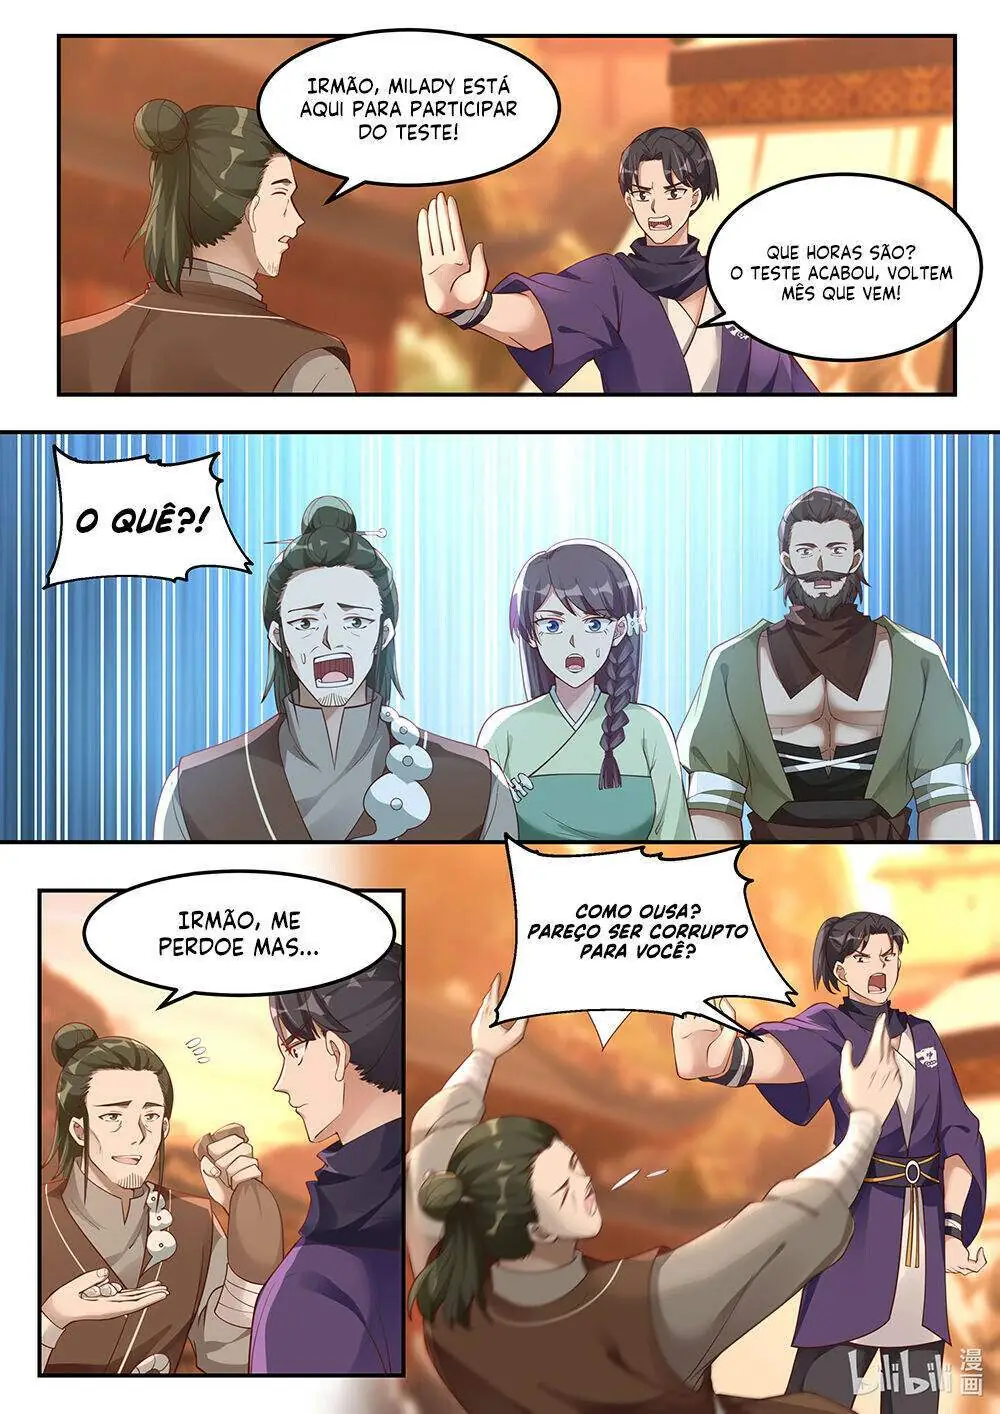 IRMÃO, MILADY ESTÁ
AQUI PARA PARTICIPAR
DO TESTE!
QUE HORAS SÃO?
O TESTE ACABOU, VOLTEM
MÊS QUE VEM!
O QUÊ?!
IRMÃO, ME
PERDOE MAS...
COMO OUSA?
PAREÇO SER CORRUPTO
PARA VOCÊ?
bilibili 漫画